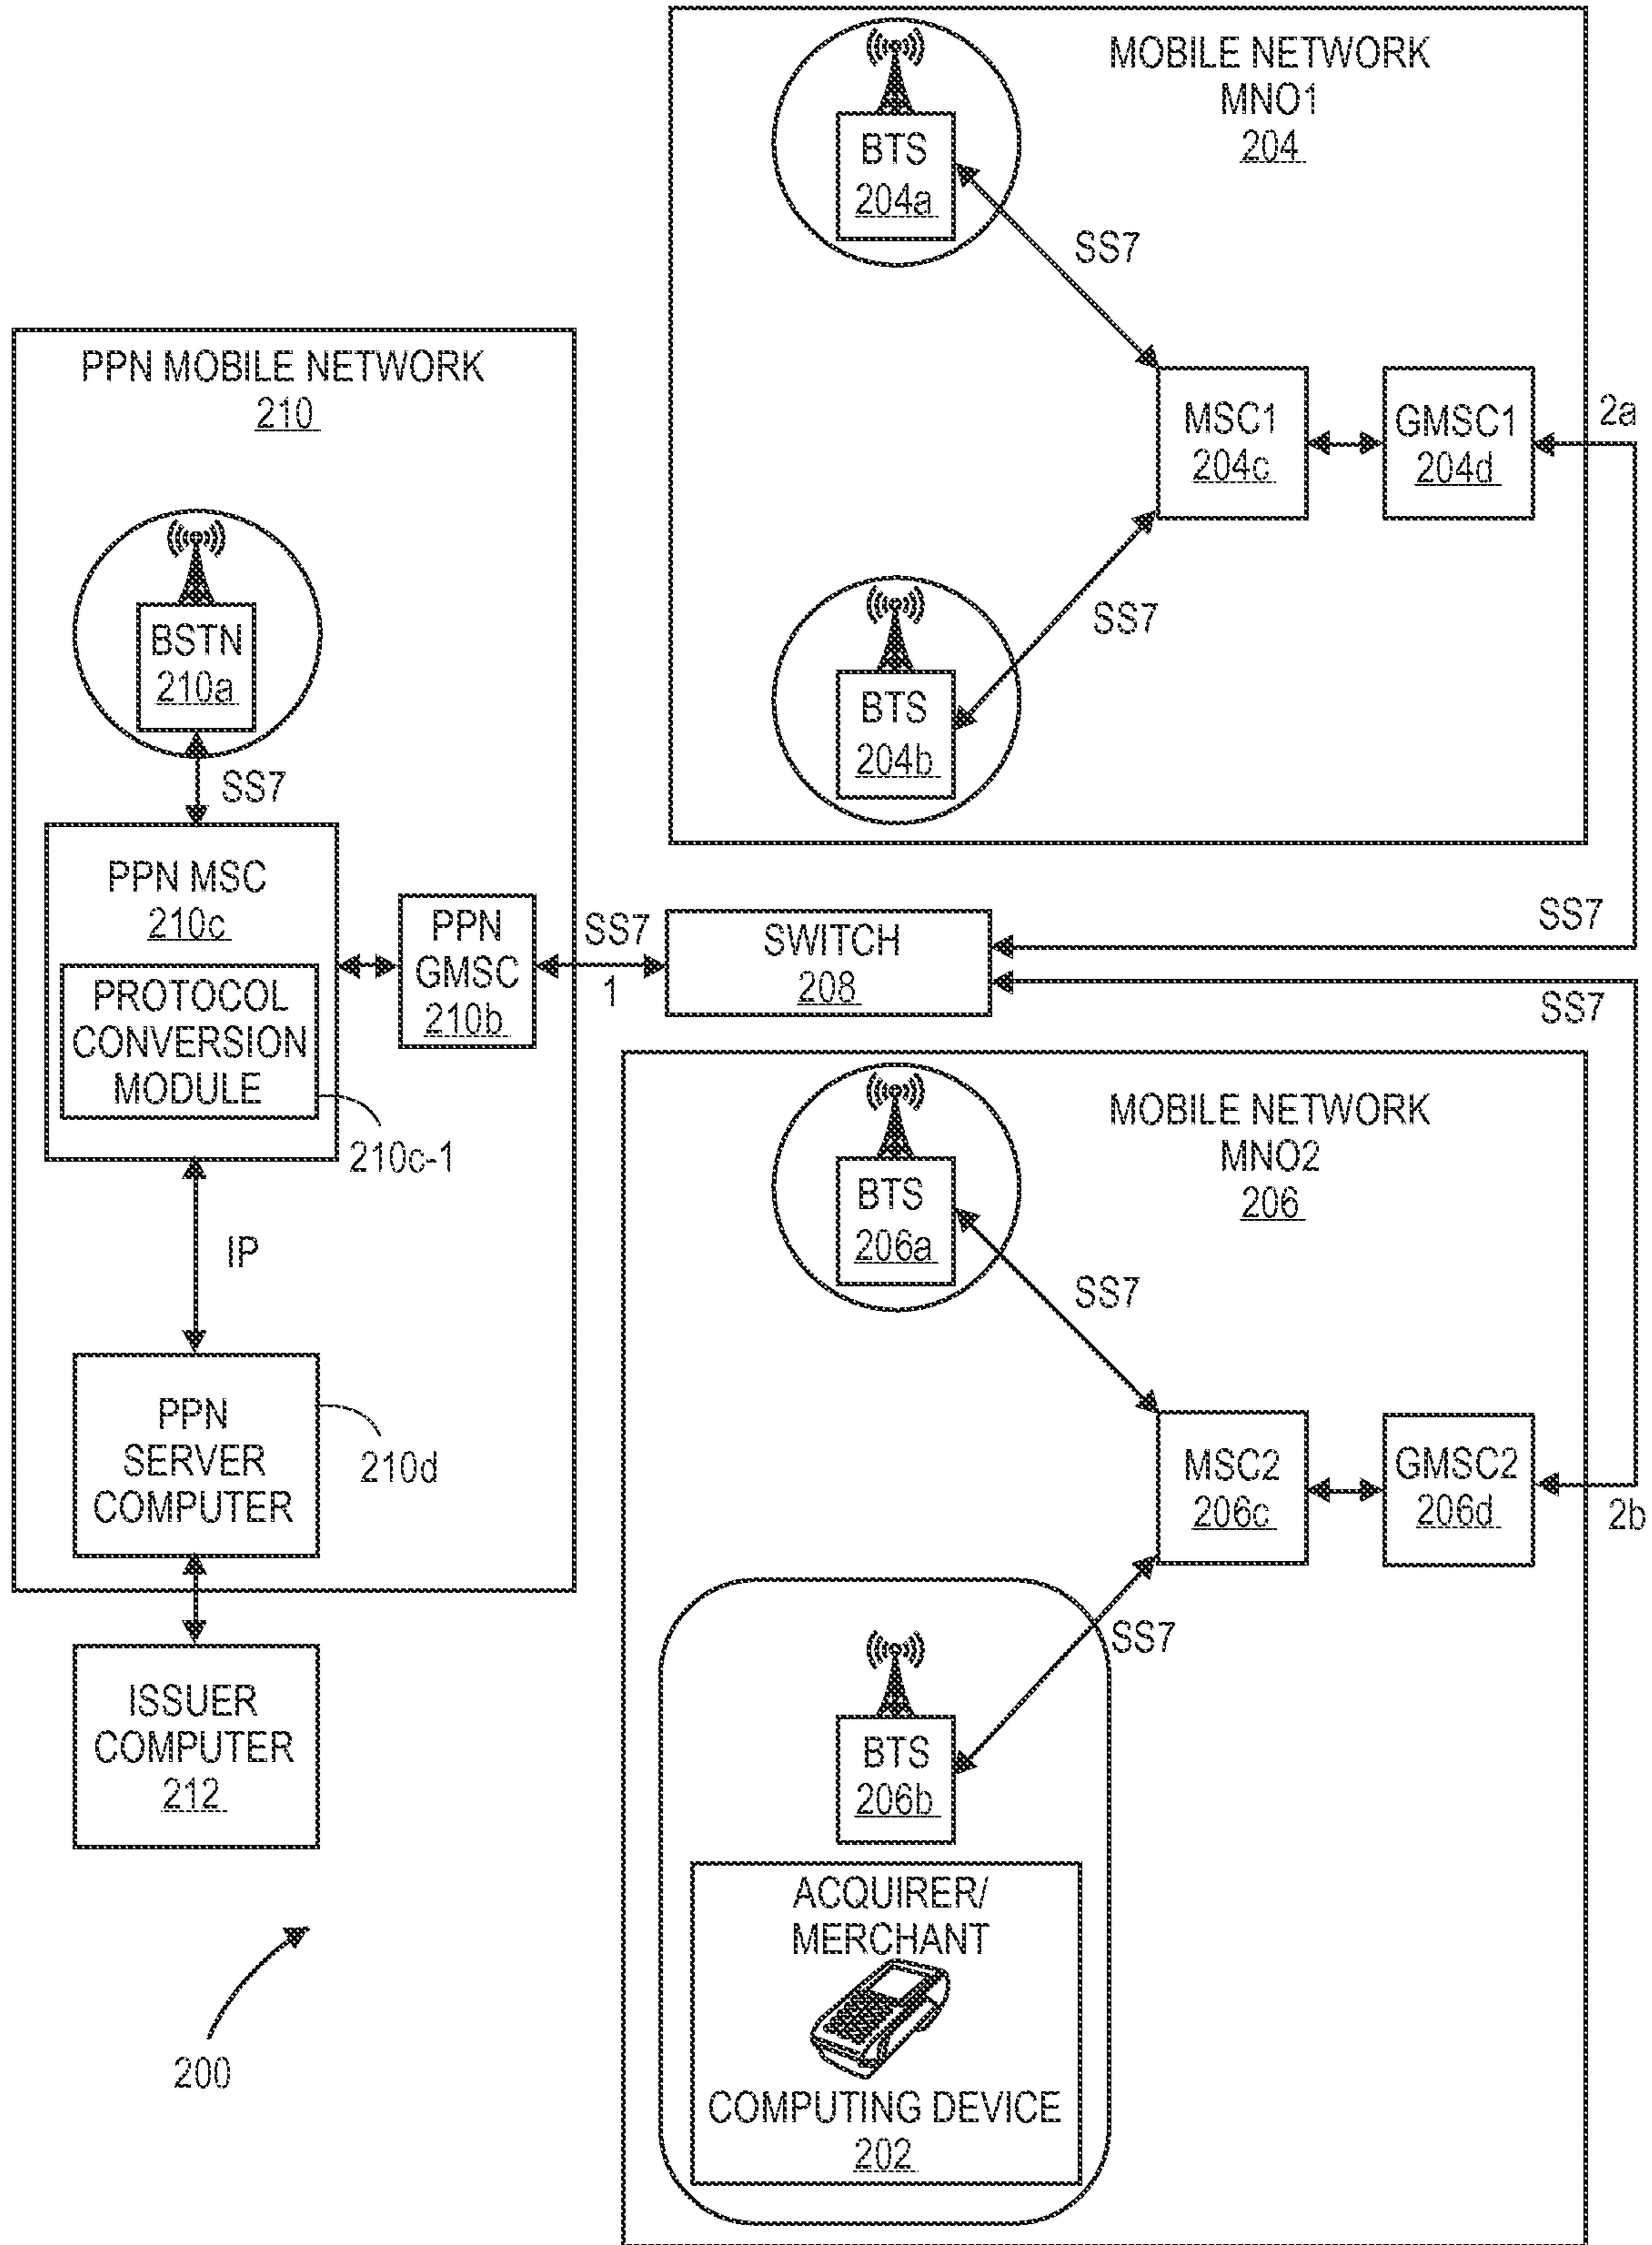 MOBILE NETWORK
MNO1
204
BTS
204a
SS7
MSC1
204c
GMSC1
204d
2a
SS7
BTS
204b
SS7
PPN MOBILE NETWORK
210
BSTN
210a
SS7
PPN MSC
210c
PROTOCOL
CONVERSION
MODULE
210c-1
PPN
GMSC
210b
SS7
1
SWITCH
208
IP
PPN
SERVER
COMPUTER
210d
ISSUER
COMPUTER
212
200
SS7
MOBILE NETWORK
MNO2
206
BTS
206a
SS7
MSC2
206c
GMSC2
206d
2b
SS7
BTS
206b
ACQUIRER/
MERCHANT
COMPUTING DEVICE
202